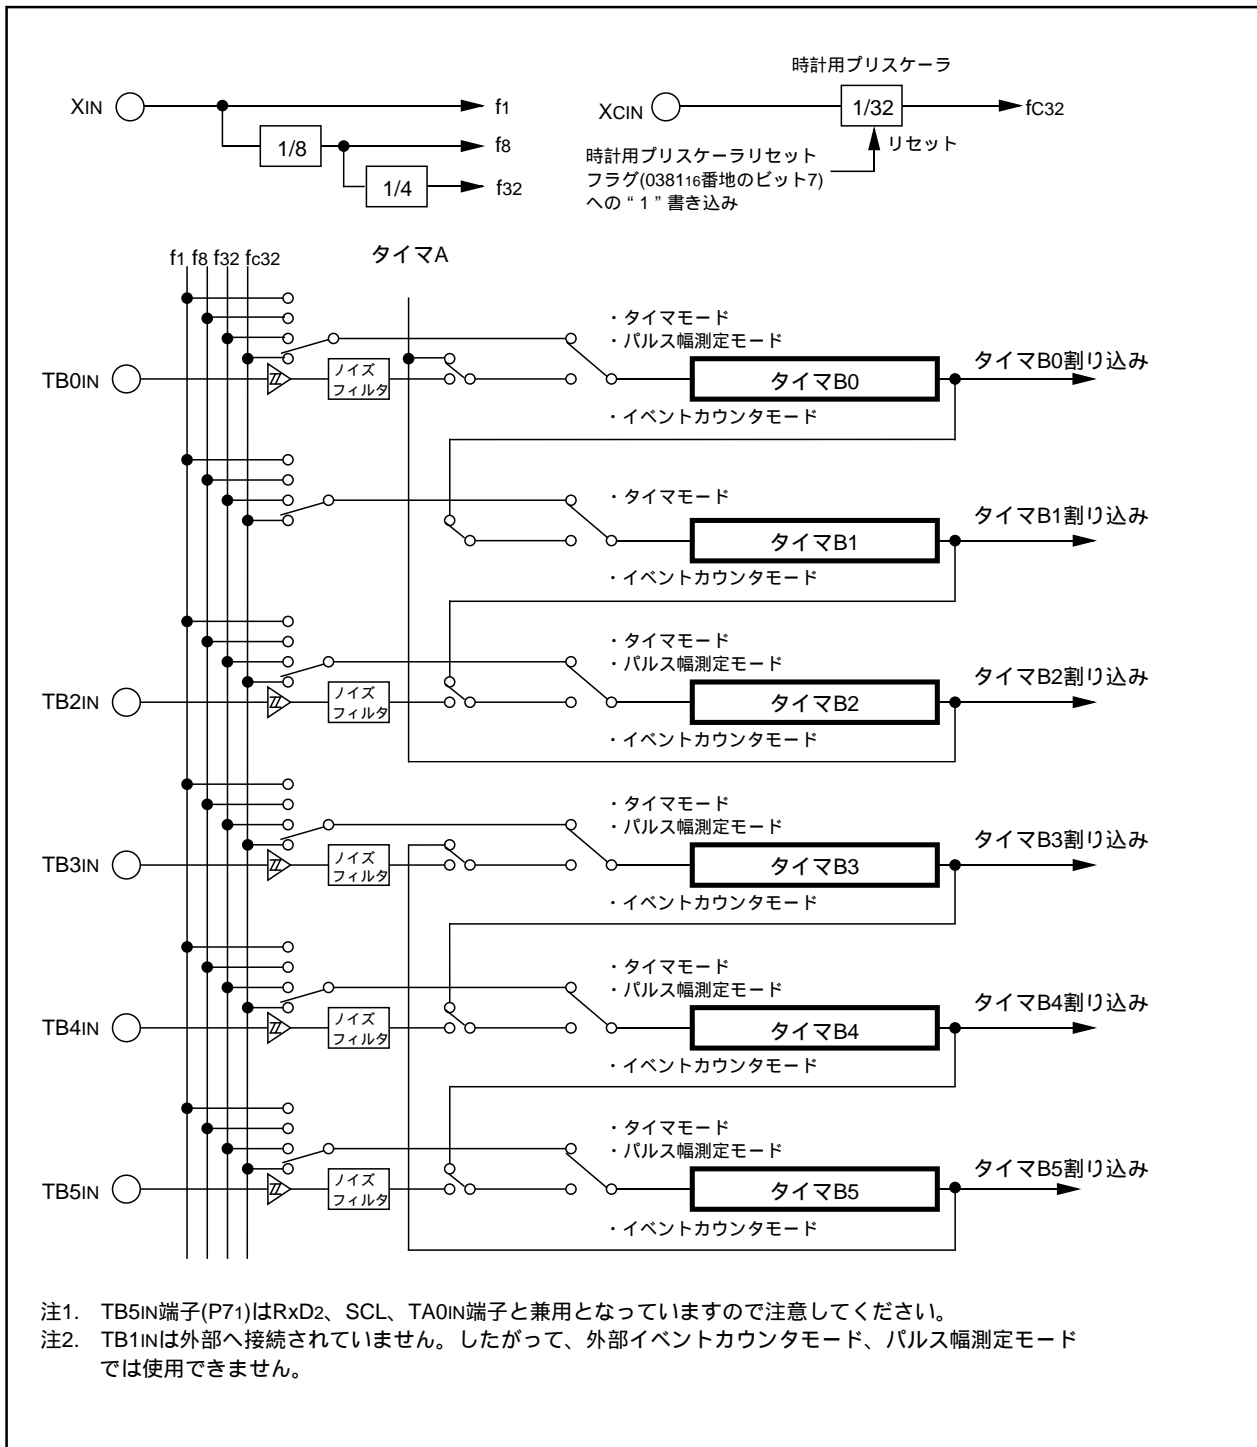 時計用プリスケーラ
XIN
f1
XCIN
1/32
fC32
1/8
f8
リセット
1/4
f32
時計用プリスケーラリセット
フラグ(038116番地のビット7)
への“1”書き込み
f1 f8 f32 fc32
タイマA
・タイマモード
・パルス幅測定モード
TB0IN
ノイズ
フィルタ
タイマB0
タイマB0割り込み
・イベントカウンタモード
・タイマモード
タイマB1
タイマB1割り込み
・イベントカウンタモード
・タイマモード
・パルス幅測定モード
TB2IN
ノイズ
フィルタ
タイマB2
タイマB2割り込み
・イベントカウンタモード
・タイマモード
・パルス幅測定モード
TB3IN
ノイズ
フィルタ
タイマB3
タイマB3割り込み
・イベントカウンタモード
・タイマモード
・パルス幅測定モード
TB4IN
ノイズ
フィルタ
タイマB4
タイマB4割り込み
・イベントカウンタモード
・タイマモード
・パルス幅測定モード
TB5IN
ノイズ
フィルタ
タイマB5
タイマB5割り込み
・イベントカウンタモード
注1. TB5IN端子(P71)はRxD2、SCL、TA0IN端子と兼用となっていますので注意してください。
注2. TB1INは外部へ接続されていません。したがって、外部イベントカウンタモード、パルス幅測定モード
では使用できません。